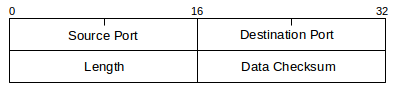 0 16 32
Source Port Destination Port
Length Data Checksum